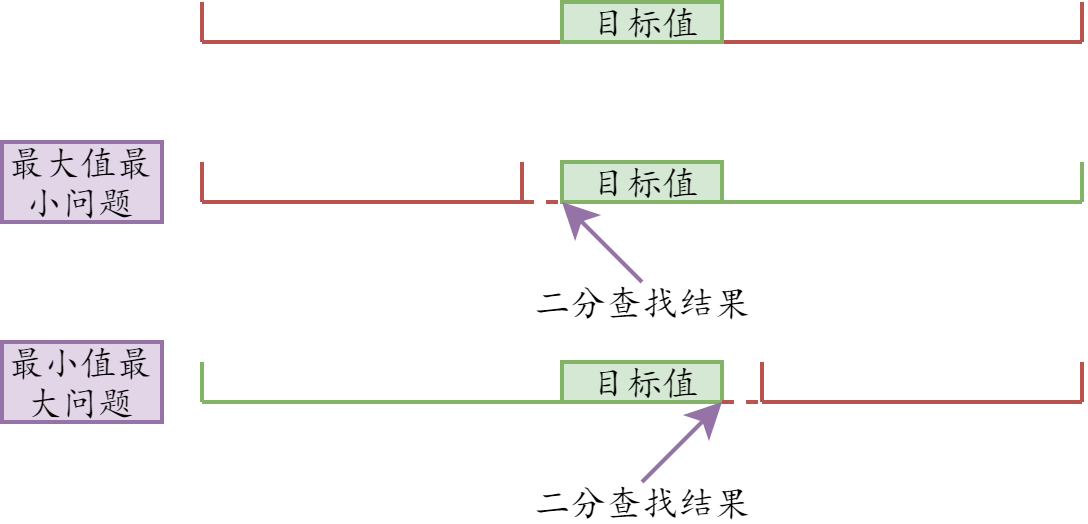 目标值
最大值最
小问题
目标值
二分查找结果
最小值最
大问题
目标值
二分查找结果